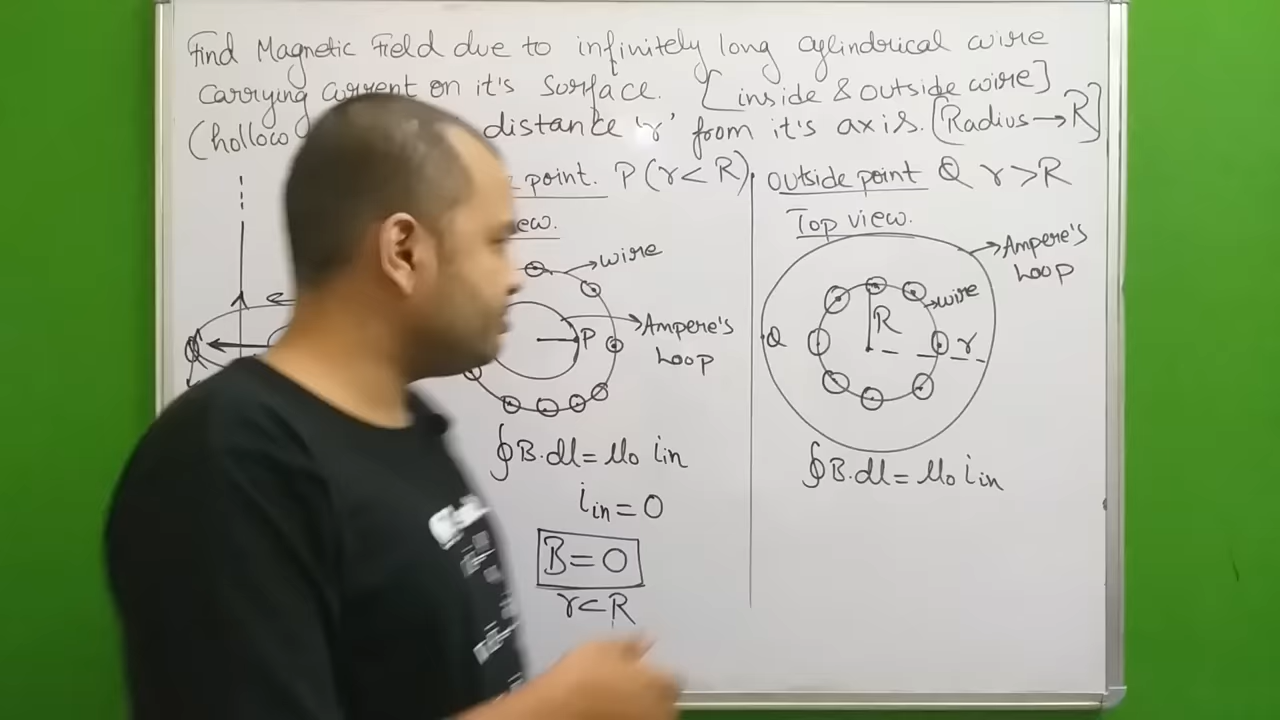 Find Magnetic Field due to infinitely long cylindrical wire
carrying current on it's surface. [inside & outside wire]
(hollow distance 'r' from it's axis. [Radius→R]
point. P(r<R)
wire
Ampere's
Loop
P
∮B.dl=μ₀ iin
iin=0
B=0
r<R
outside point Q r>R
Top view.
Ampere's
Loop
wire
R
Q
r
∮B.dl=μ₀ iin